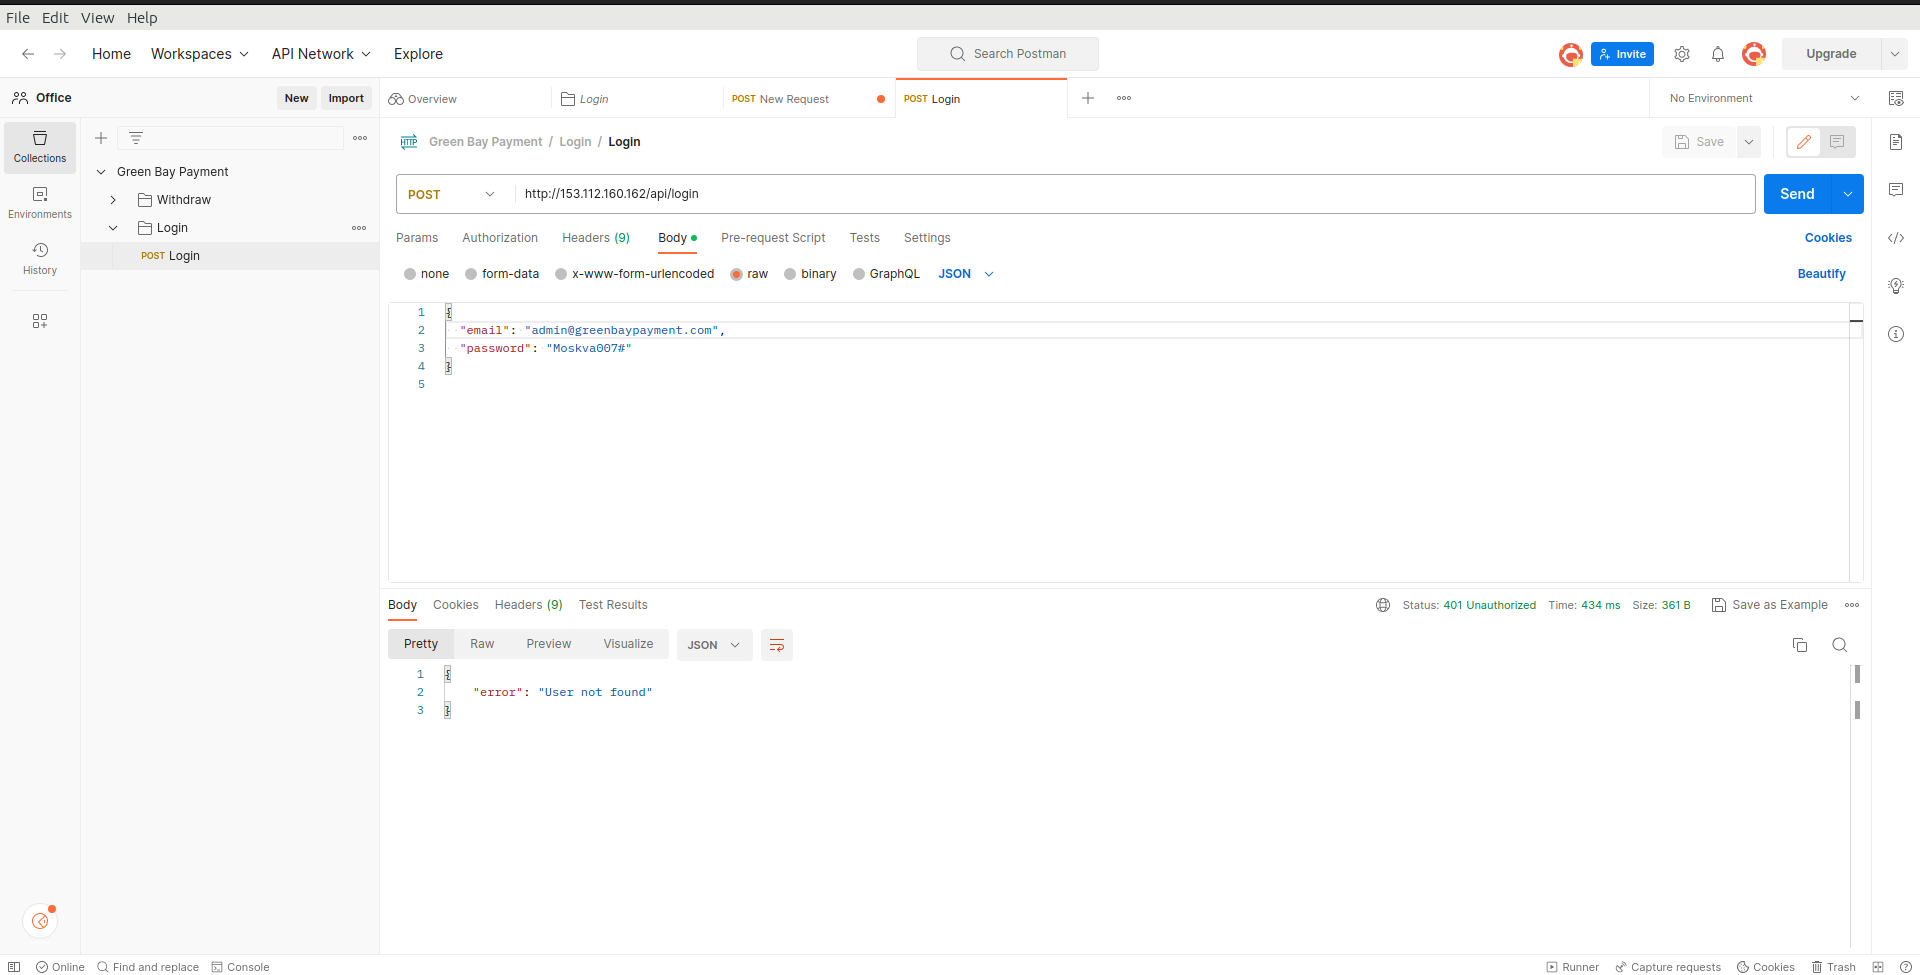 File Edit View Help
Home Workspaces API Network Explore Search Postman Invite Upgrade
Office New Import Overview Login POST New Request POST Login No Environment
Collections
Environments
History
Green Bay Payment
Withdraw
Login
POST Login
HTTP Green Bay Payment / Login / Login Save
POST http://153.112.160.162/api/login Send
Params Authorization Headers (9) Body Pre-request Script Tests Settings Cookies
none form-data x-www-form-urlencoded raw binary GraphQL JSON Beautify
1 {
2 "email": "admin@greenbaypayment.com",
3 "password": "Moskva007#"
4 }
5
Body Cookies Headers (9) Test Results Status: 401 Unauthorized Time: 434 ms Size: 361 B Save as Example
Pretty Raw Preview Visualize JSON
1 {
2 "error": "User not found"
3 }
Online Find and replace Console Runner Capture requests Cookies Trash